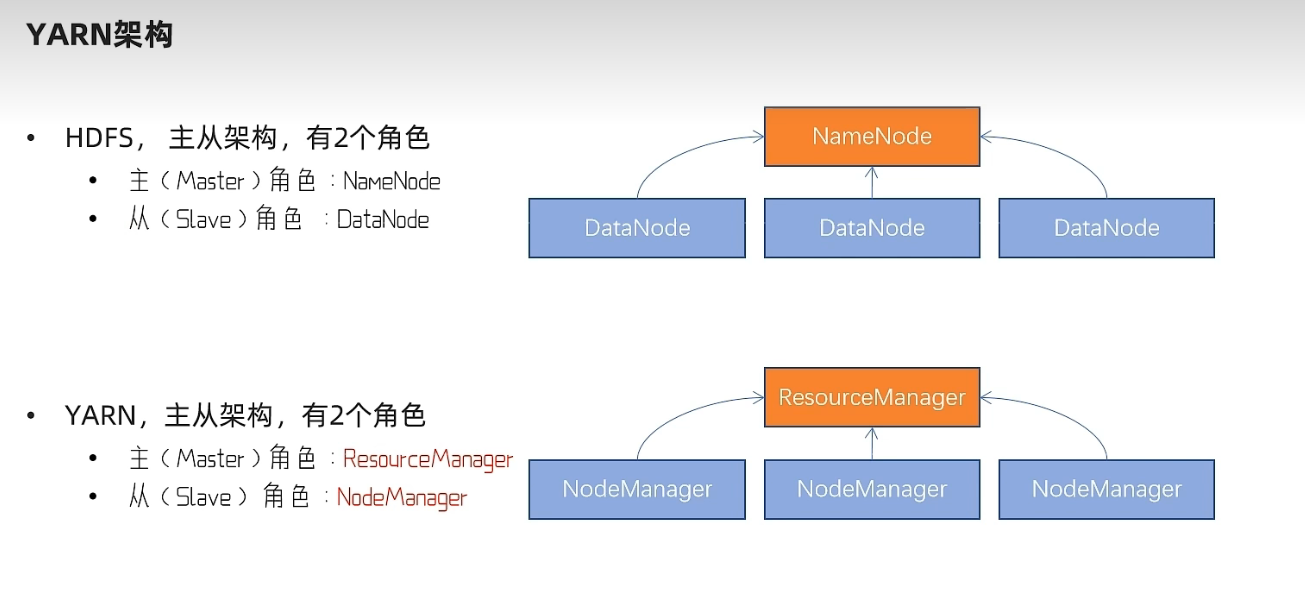 YARN架构
• HDFS， 主从架构，有2个角色
• 主（Master）角色：NameNode
• 从（Slave）角色 ：DataNode
NameNode
DataNode DataNode DataNode
• YARN，主从架构，有2个角色
• 主（Master）角色：ResourceManager
• 从（Slave） 角色：NodeManager
ResourceManager
NodeManager NodeManager NodeManager